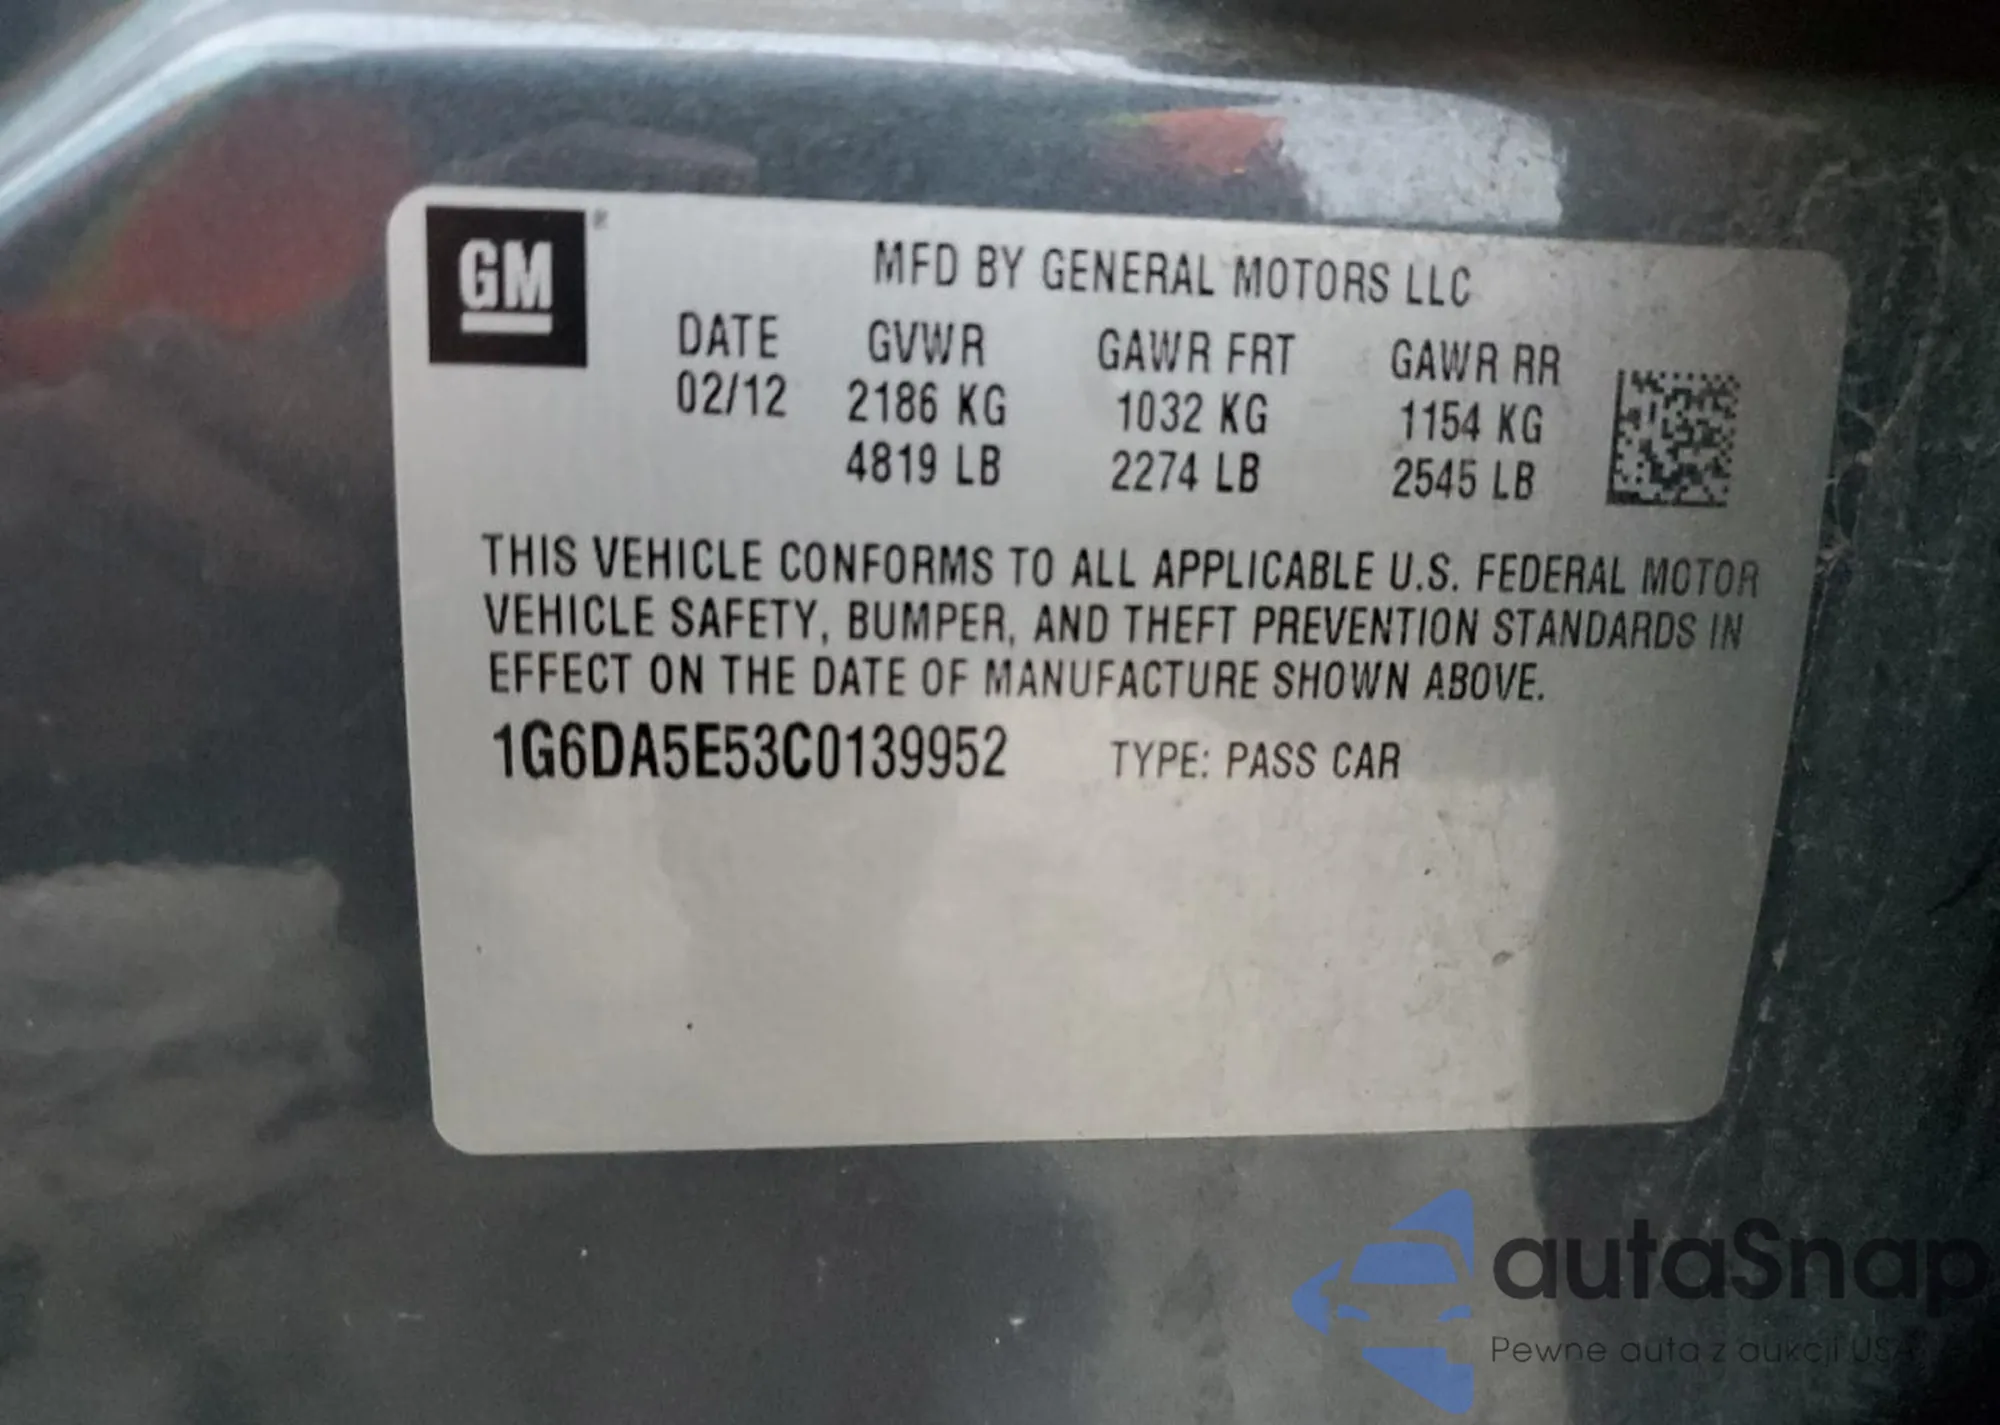 GM
MFD BY GENERAL MOTORS LLC
DATE GVWR GAWR FRT GAWR RR
02/12 2186 KG 1032 KG 1154 KG
4819 LB 2274 LB 2545 LB
THIS VEHICLE CONFORMS TO ALL APPLICABLE U.S. FEDERAL MOTOR
VEHICLE SAFETY, BUMPER, AND THEFT PREVENTION STANDARDS IN
EFFECT ON THE DATE OF MANUFACTURE SHOWN ABOVE.
1G6DA5E53C0139952 TYPE: PASS CAR
autaSnap
Pewne auta z aukcji USA